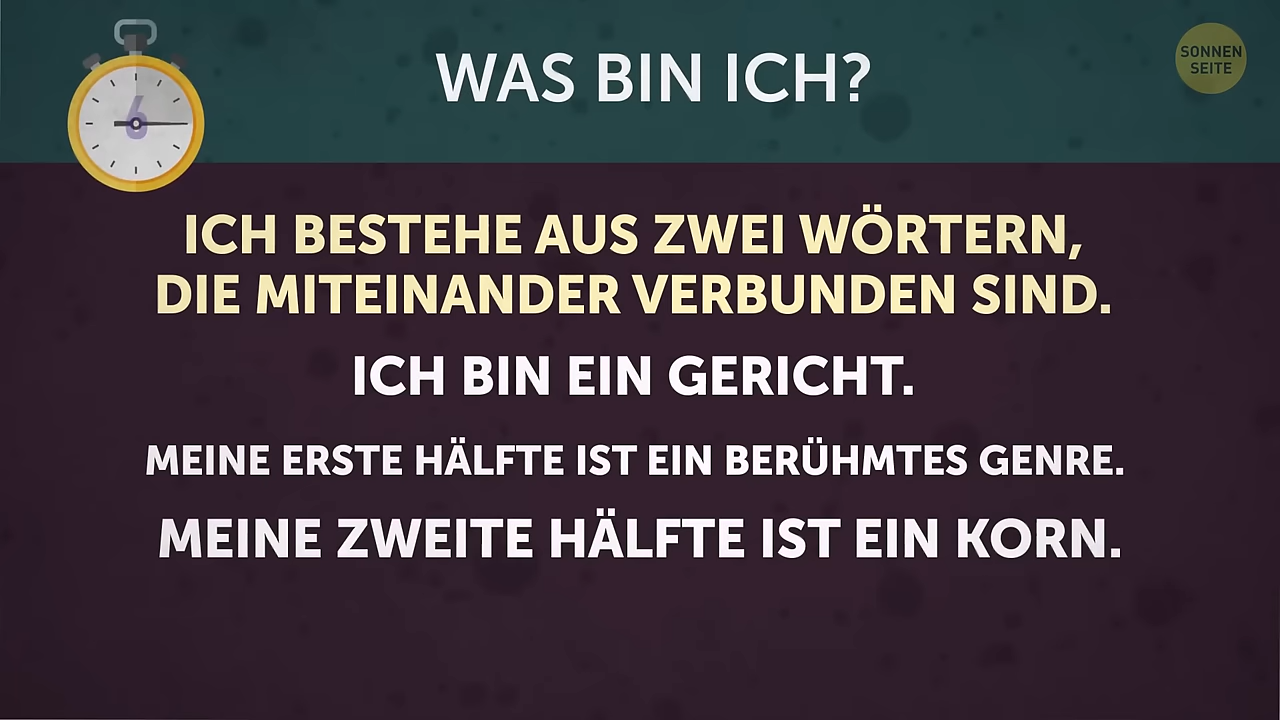 WAS BIN ICH?
SONNEN
SEITE
6
ICH BESTEHE AUS ZWEI WÖRTERN,
DIE MITEINANDER VERBUNDEN SIND.
ICH BIN EIN GERICHT.
MEINE ERSTE HÄLFTE IST EIN BERÜHMTES GENRE.
MEINE ZWEITE HÄLFTE IST EIN KORN.